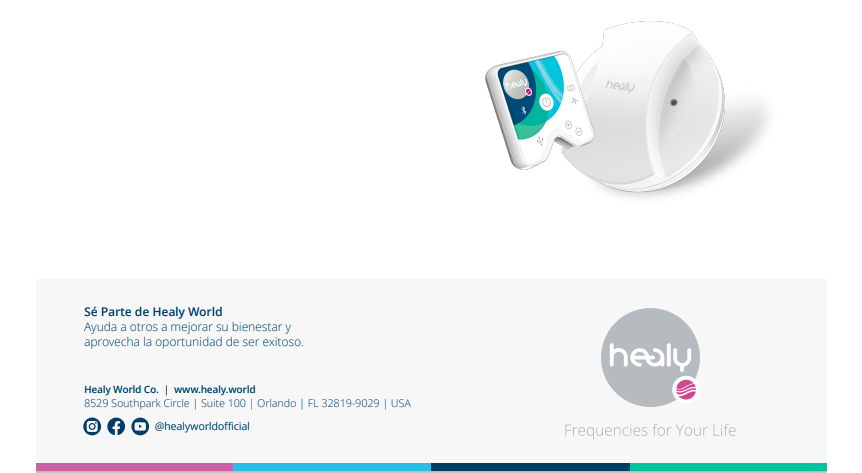 healy
healy
Sé Parte de Healy World
Ayuda a otros a mejorar su bienestar y
aprovecha la oportunidad de ser exitoso.
Healy World Co. | www.healy.world
8529 Southpark Circle | Suite 100 | Orlando | FL 32819-9029 | USA
@healyworldofficial
healy
Frequencies for Your Life